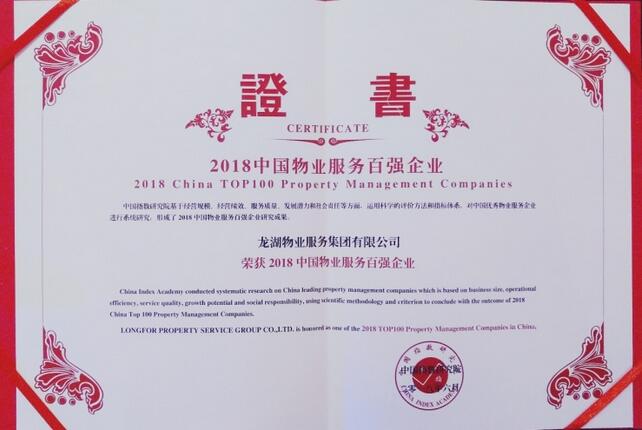 證 書
CERTIFICATE
2018中国物业服务百强企业
2018 China TOP100 Property Management Companies
中国指数研究院基于经营规模、经营绩效、服务质量、发展潜力和社会责任等方面，运用科学的评价方法和指标体系，对中国优秀物业服务企业
进行系统研究，形成了2018中国物业服务百强企业研究成果。
龙湖物业服务集团有限公司
荣获2018中国物业服务百强企业
China Index Academy conducted systematic research on China leading property management companies which is based on business size, operational
efficiency, service quality, growth potential and social responsibility, using scientific methodology and criterion to conclude with the outcome of 2018
China Top 100 Property Management Companies.
LONGFOR PROPERTY SERVICE GROUP CO.,LTD. is honored as one of the 2018 TOP100 Property Management Companies in China.
中国指数研究院
CHINA INDEX ACADEMY
中国指数研究院
六月